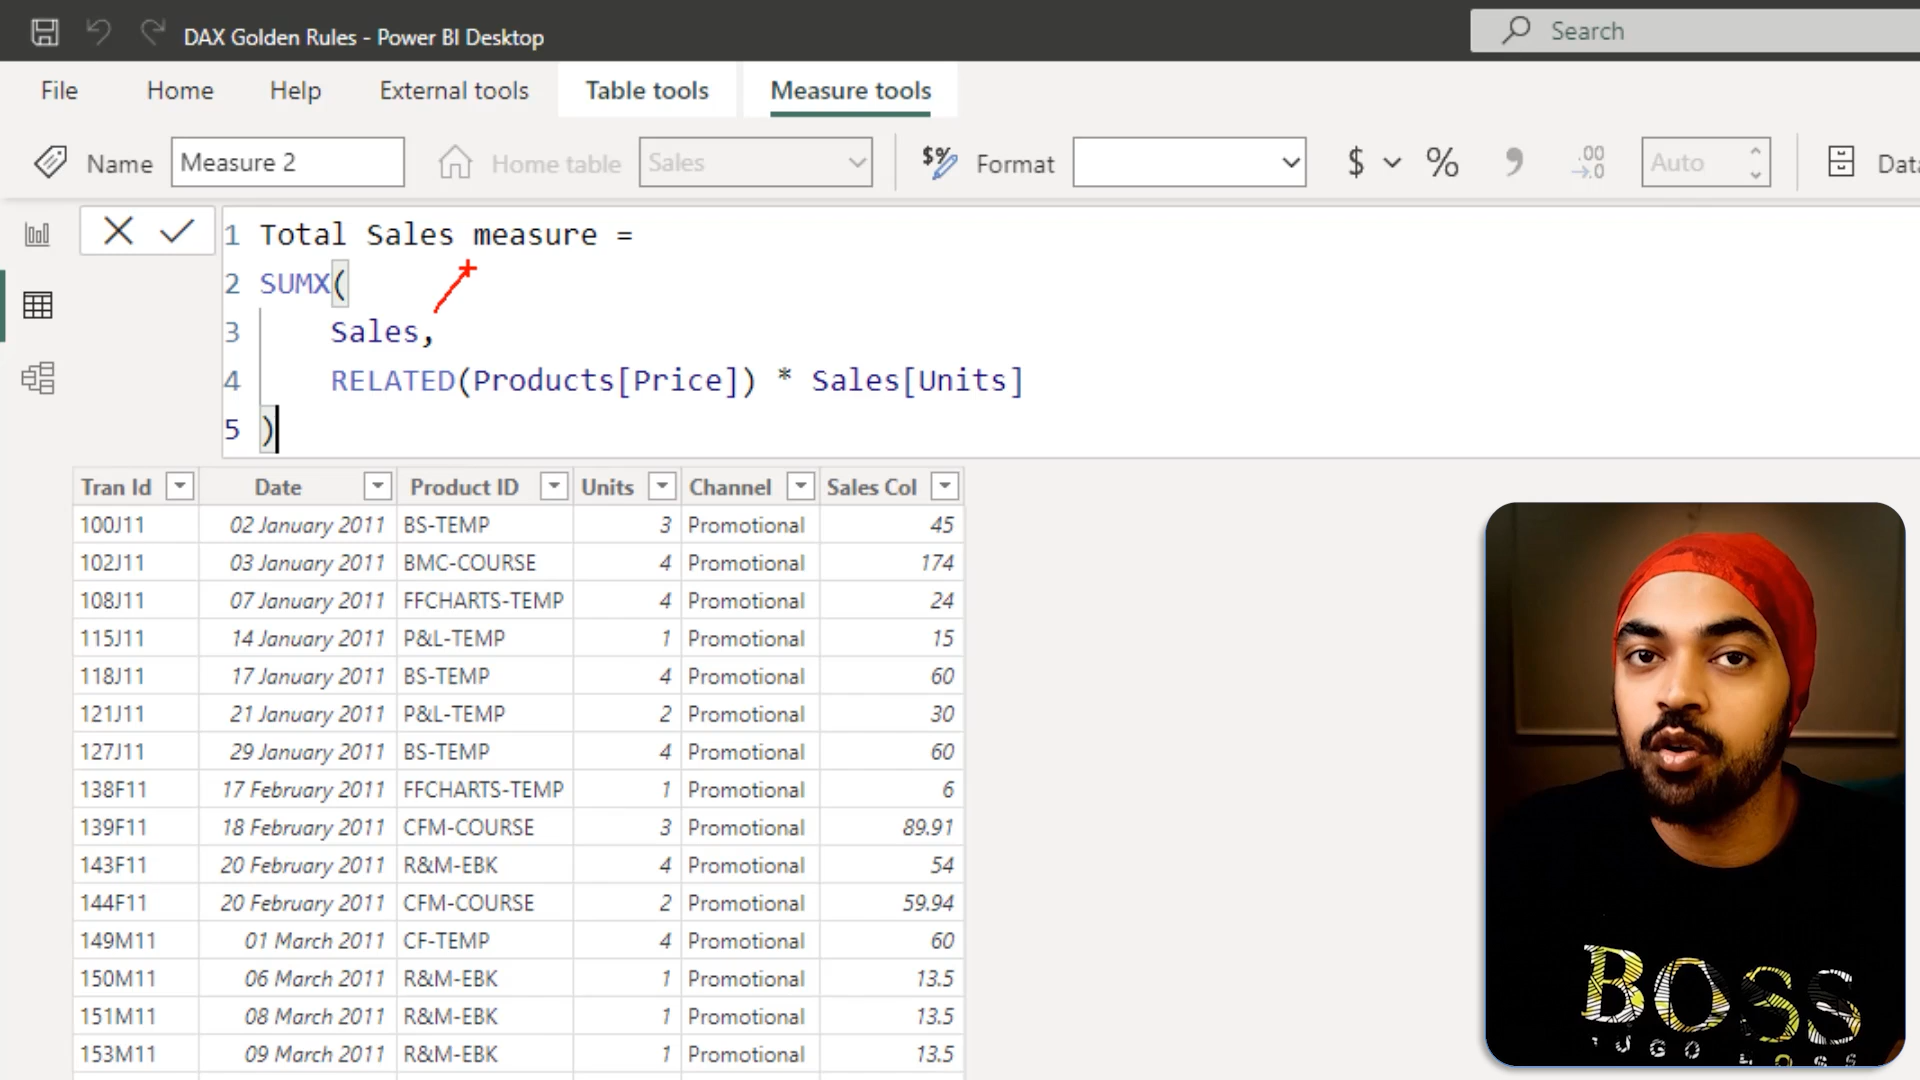 DAX Golden Rules - Power BI Desktop
Search
File Home Help External tools Table tools Measure tools
Name Measure 2 Home table Sales Format $ % Auto
1 Total Sales measure =
2 SUMX(
3 Sales,
4 RELATED(Products[Price]) * Sales[Units]
5 )
Tran Id Date Product ID Units Channel Sales Col
100J11 02 January 2011 BS-TEMP 3 Promotional 45
102J11 03 January 2011 BMC-COURSE 4 Promotional 174
108J11 07 January 2011 FFCHARTS-TEMP 4 Promotional 24
115J11 14 January 2011 P&L-TEMP 1 Promotional 15
118J11 17 January 2011 BS-TEMP 4 Promotional 60
121J11 21 January 2011 P&L-TEMP 2 Promotional 30
127J11 29 January 2011 BS-TEMP 4 Promotional 60
138F11 17 February 2011 FFCHARTS-TEMP 1 Promotional 6
139F11 18 February 2011 CFM-COURSE 3 Promotional 89.91
143F11 20 February 2011 R&M-EBK 4 Promotional 54
144F11 20 February 2011 CFM-COURSE 2 Promotional 59.94
149M11 01 March 2011 CF-TEMP 4 Promotional 60
150M11 06 March 2011 R&M-EBK 1 Promotional 13.5
151M11 08 March 2011 R&M-EBK 1 Promotional 13.5
153M11 09 March 2011 R&M-EBK 1 Promotional 13.5
BOSS